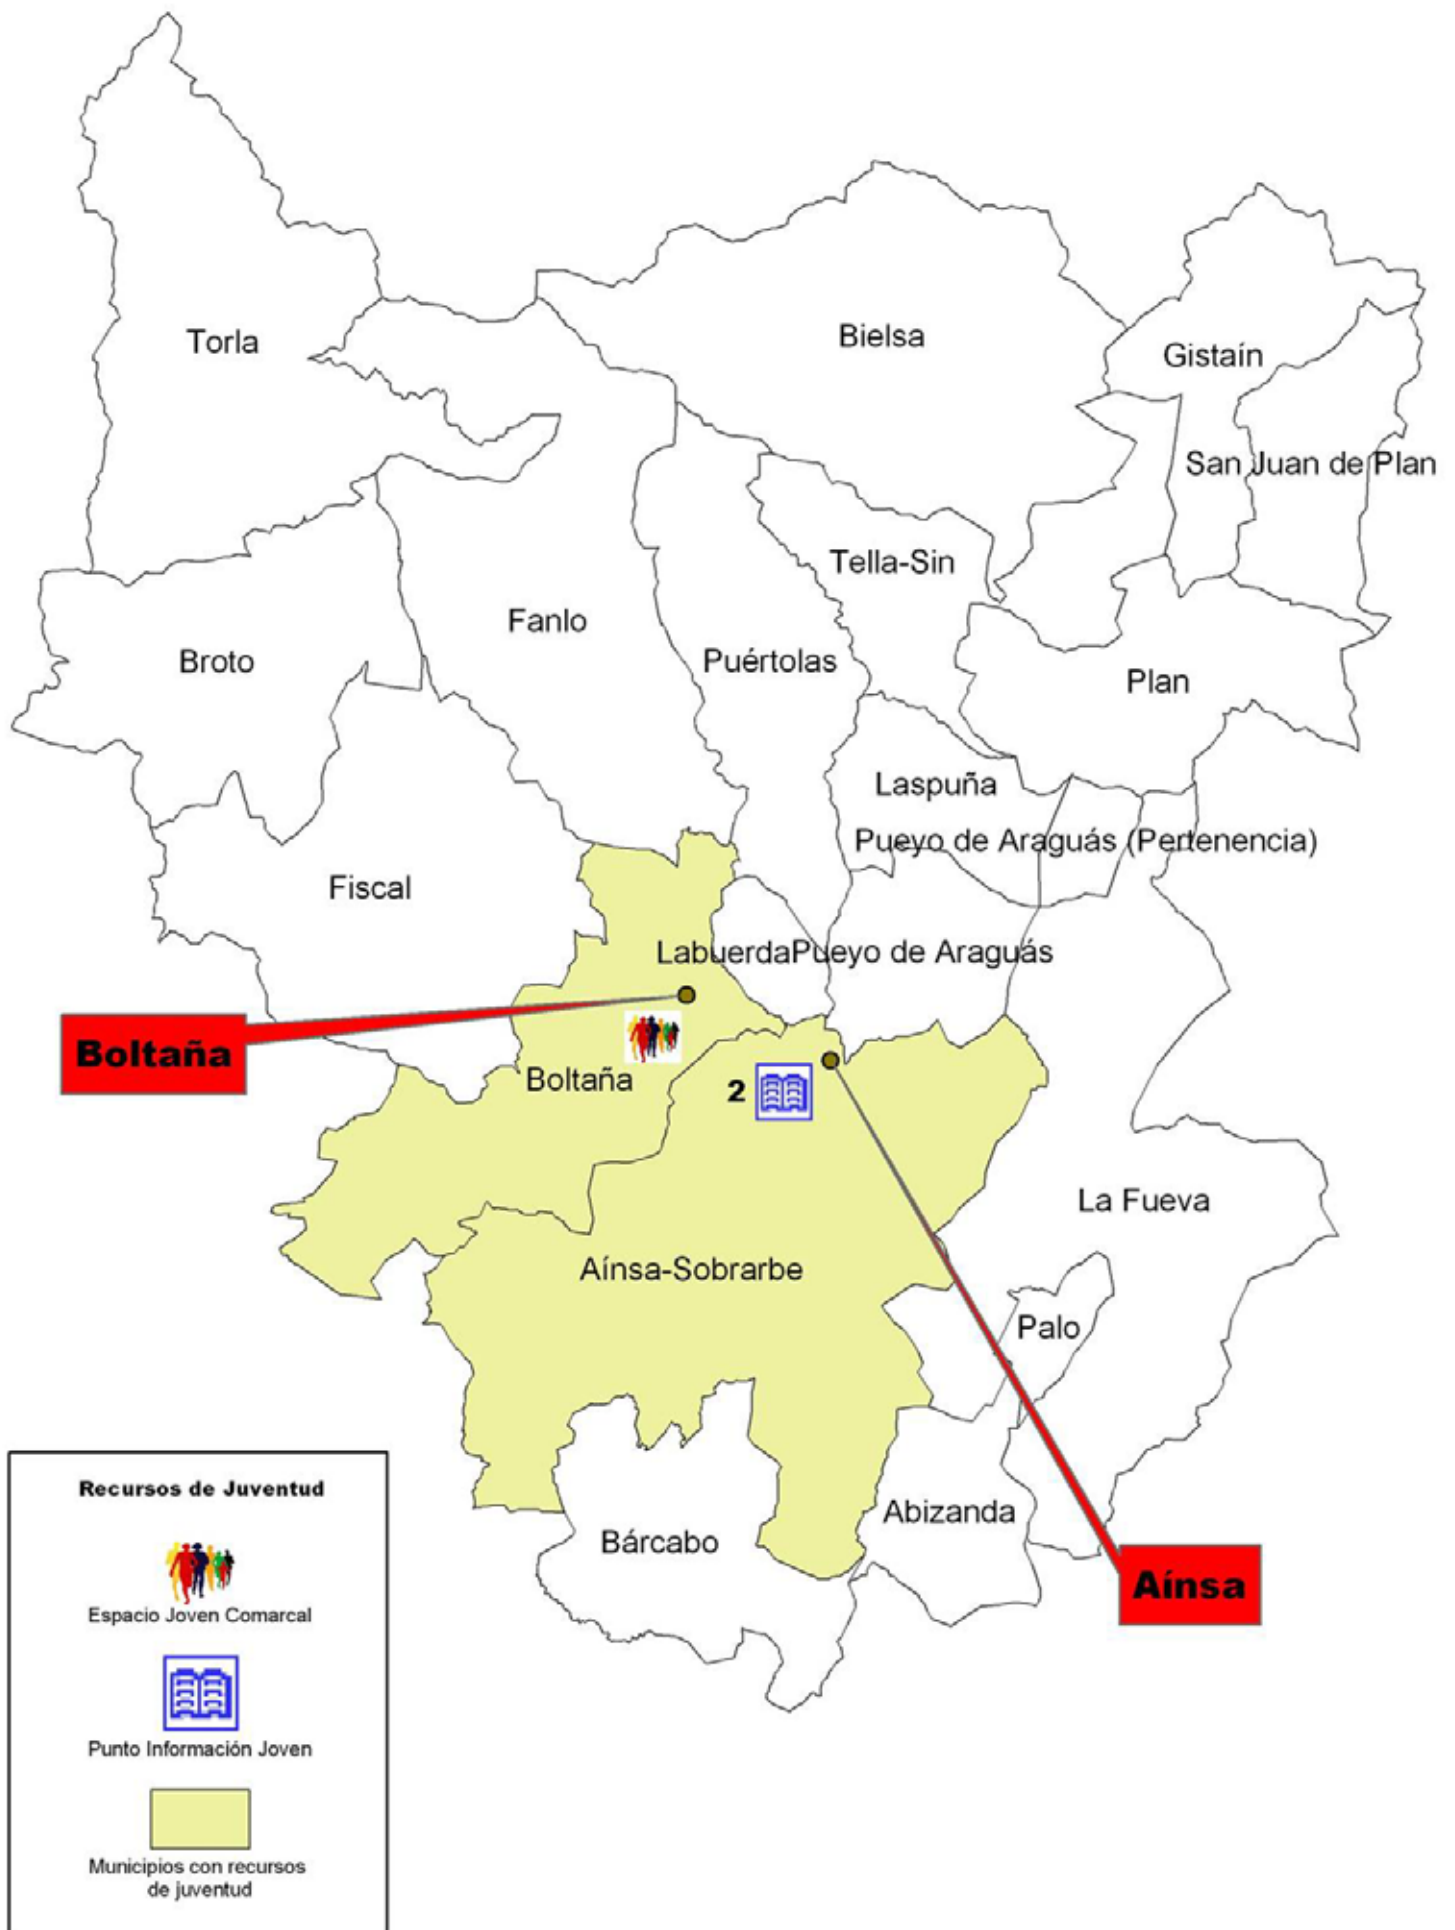 Torla
Bielsa
Gistaín
San Juan de Plan
Tella-Sin
Fanlo
Broto
Puértolas
Plan
Laspuña
Pueyo de Araguás (Pertenencia)
Fiscal
Labuerda
Pueyo de Araguás
Boltaña
Boltaña
2
La Fueva
Aínsa-Sobrarbe
Palo
Abizanda
Bárcabo
Aínsa
Recursos de Juventud
Espacio Joven Comarcal
Punto Información Joven
Municipios con recursos
de juventud